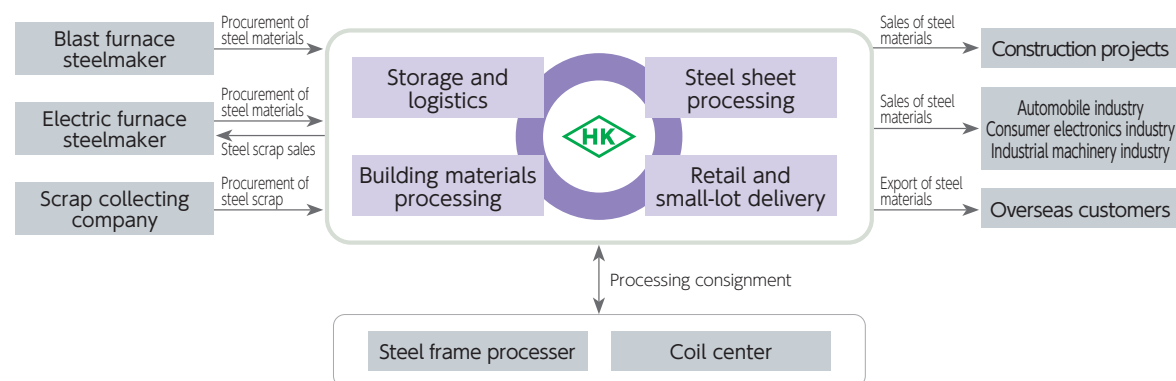 Blast furnace
steelmaker
Procurement of
steel materials
Electric furnace
steelmaker
Procurement of
steel materials
Steel scrap sales
Scrap collecting
company
Procurement of
steel scrap
Storage and
logistics
Steel sheet
processing
HK
Building materials
processing
Retail and
small-lot delivery
Sales of steel
materials
Construction projects
Sales of steel
materials
Automobile industry
Consumer electronics industry
Industrial machinery industry
Export of steel
materials
Overseas customers
Processing consignment
Steel frame processer
Coil center